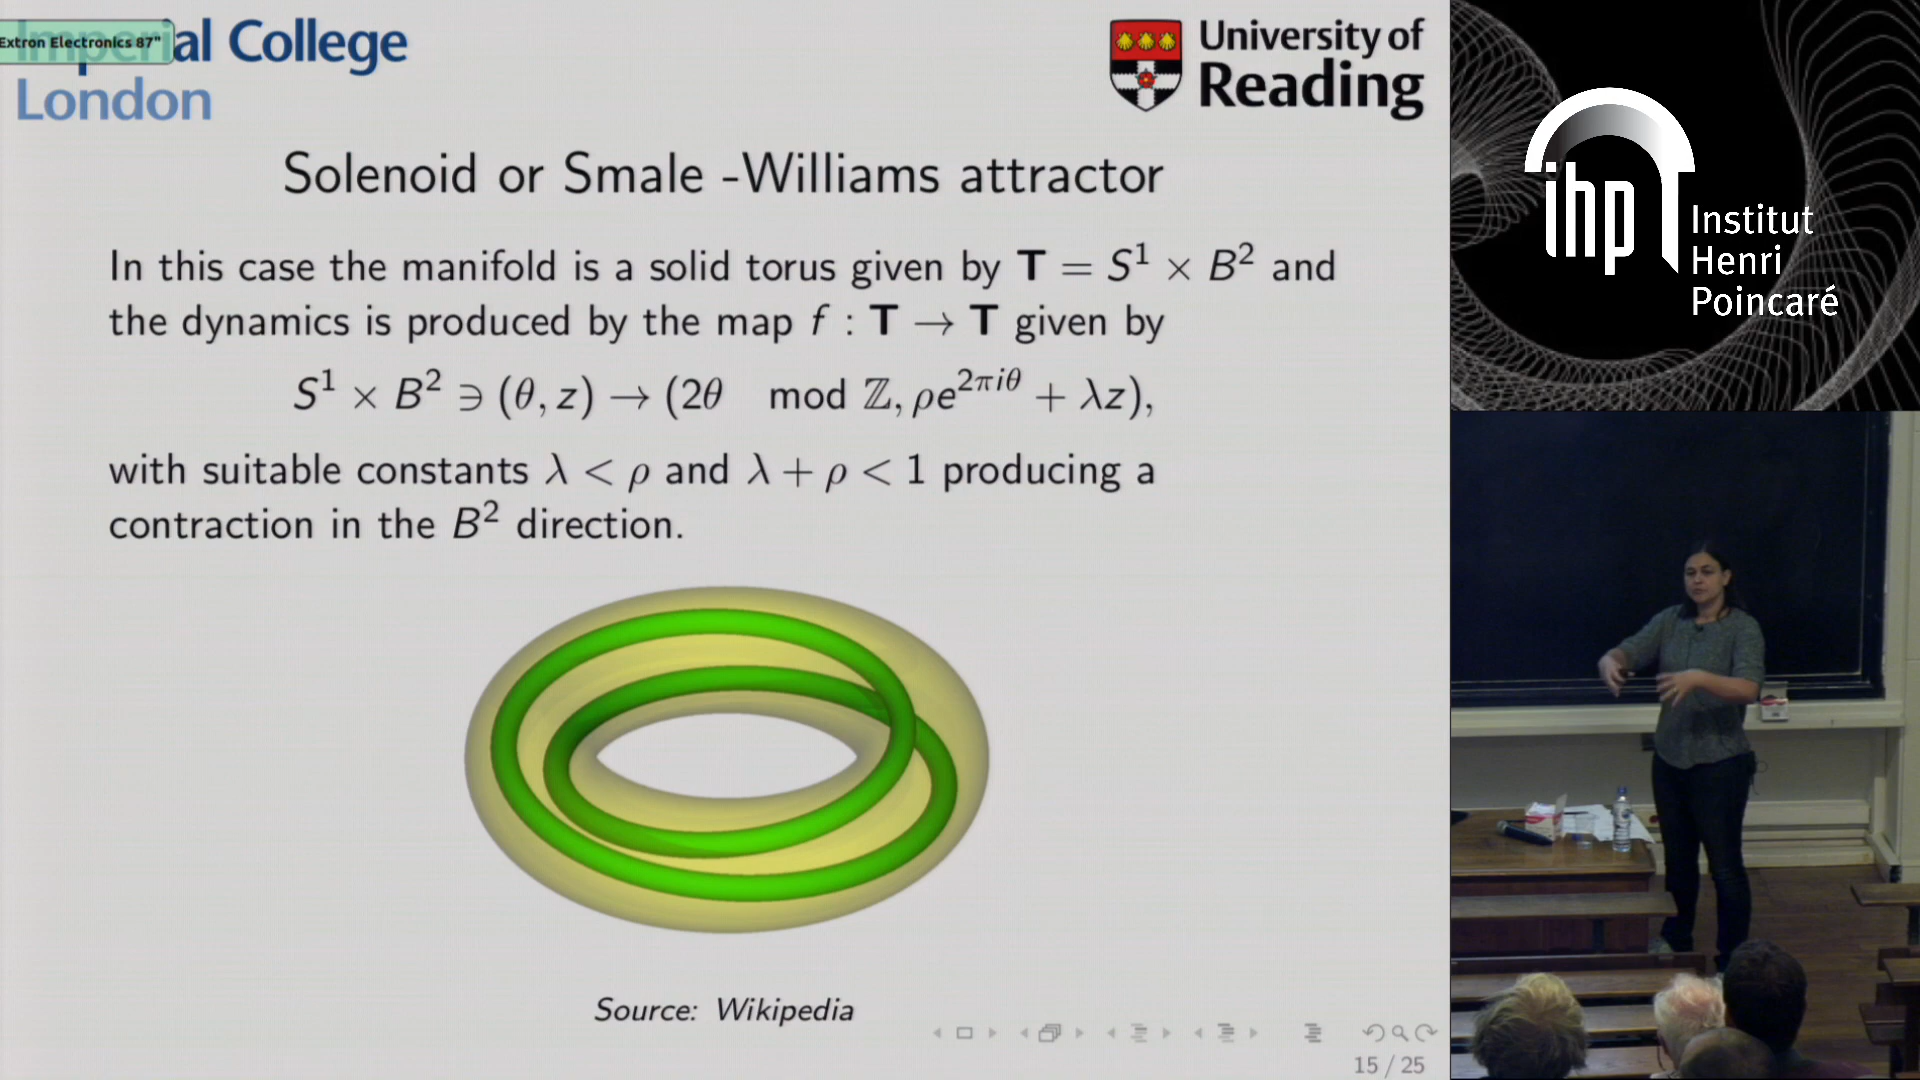 Extron Electronics 87"
ial College
London
University of
Reading
Solenoid or Smale -Williams attractor
In this case the manifold is a solid torus given by T = S¹ × B² and
the dynamics is produced by the map f : T → T given by
S¹ × B² ∋ (θ, z) → (2θ mod ℤ, ρe^{2πiθ} + λz),
with suitable constants λ < ρ and λ + ρ < 1 producing a
contraction in the B² direction.
Source: Wikipedia
15 / 25
ihp
Institut
Henri
Poincaré